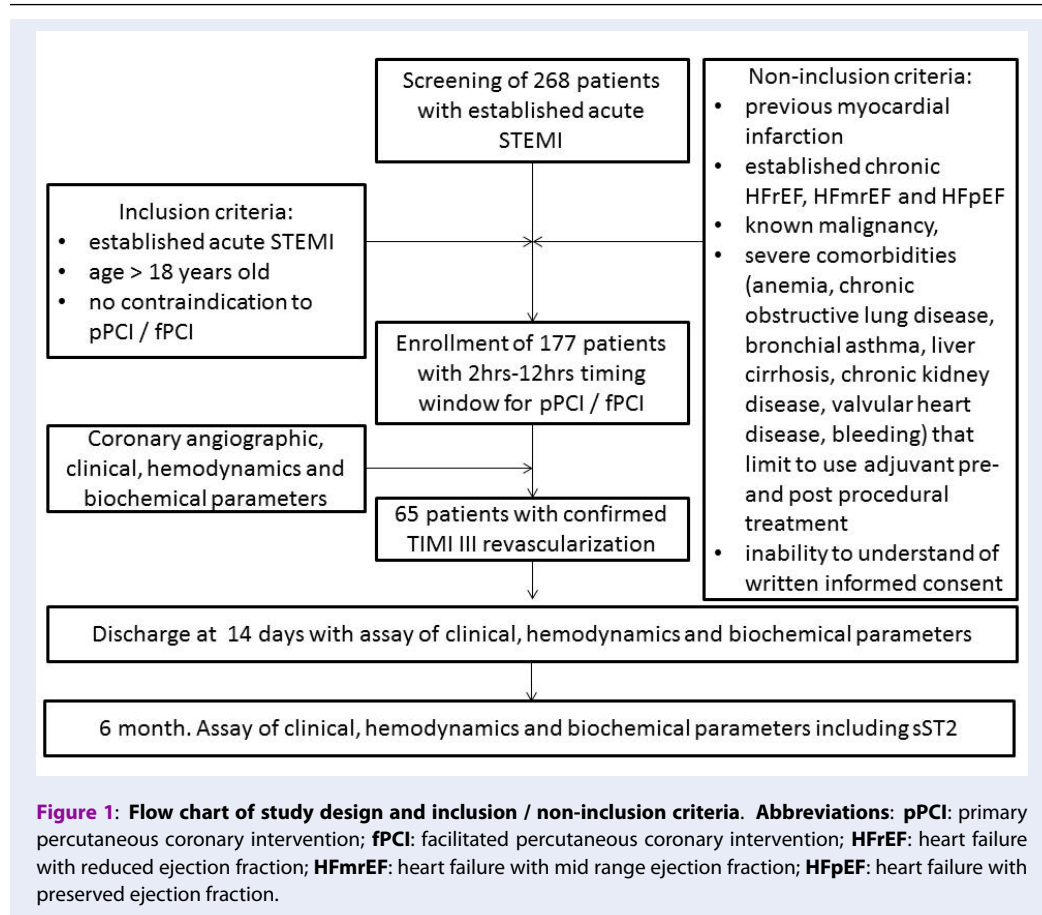 Screening of 268 patients
with established acute
STEMI
Non-inclusion criteria:
• previous myocardial
infarction
• established chronic
HFrEF, HFmrEF and HFpEF
• known malignancy,
• severe comorbidities
(anemia, chronic
obstructive lung disease,
bronchial asthma, liver
cirrhosis, chronic kidney
disease, valvular heart
disease, bleeding) that
limit to use adjuvant pre-
and post procedural
treatment
• inability to understand of
written informed consent
Inclusion criteria:
• established acute STEMI
• age > 18 years old
• no contraindication to
pPCI / fPCI
Enrollment of 177 patients
with 2hrs-12hrs timing
window for pPCI / fPCI
Coronary angiographic,
clinical, hemodynamics and
biochemical parameters
65 patients with confirmed
TIMI III revascularization
Discharge at 14 days with assay of clinical, hemodynamics and biochemical parameters
6 month. Assay of clinical, hemodynamics and biochemical parameters including sST2
Figure 1: Flow chart of study design and inclusion / non-inclusion criteria. Abbreviations: pPCI: primary
percutaneous coronary intervention; fPCI: facilitated percutaneous coronary intervention; HFrEF: heart failure
with reduced ejection fraction; HFmrEF: heart failure with mid range ejection fraction; HFpEF: heart failure with
preserved ejection fraction.